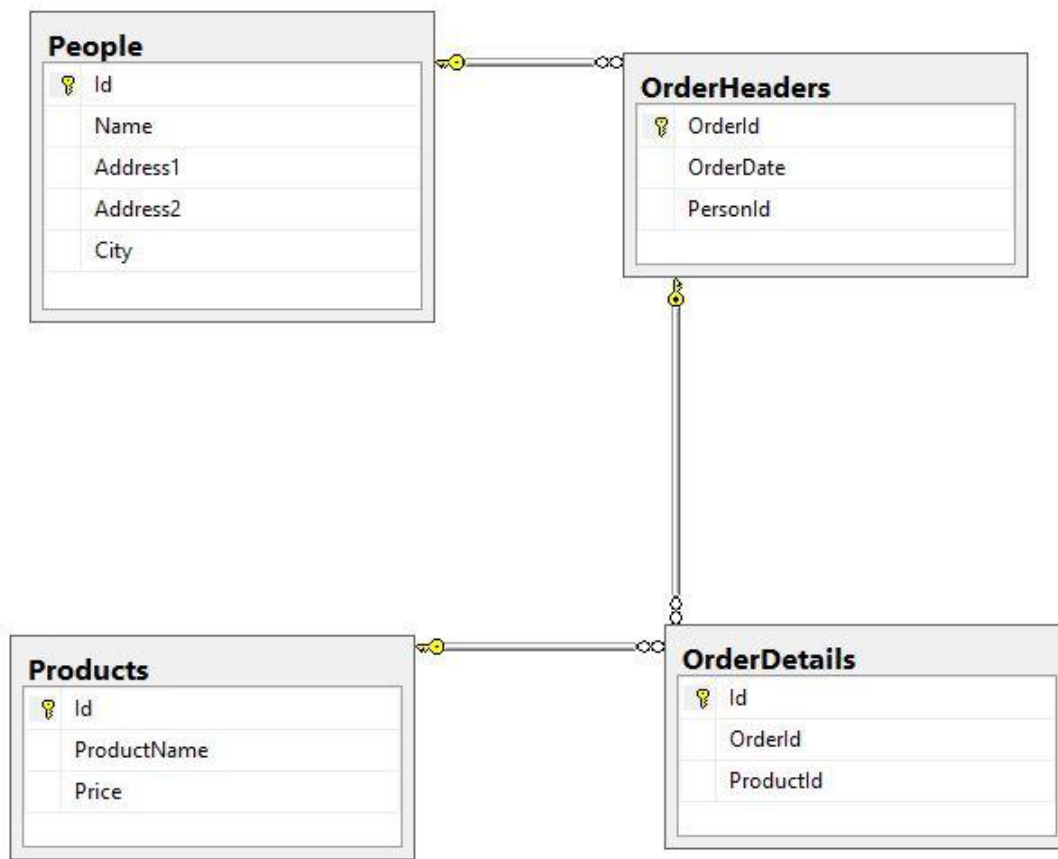 People
Id
Name
Address1
Address2
City
OrderHeaders
OrderId
OrderDate
PersonId
Products
Id
ProductName
Price
OrderDetails
Id
OrderId
ProductId